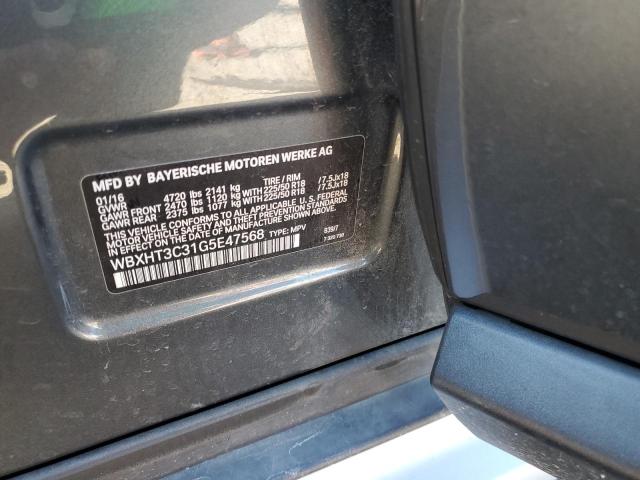 MFD BY BAYERISCHE MOTOREN WERKE AG
01/16 4720 lbs 2141 kg TIRE / RIM
GVWR
GAWR FRONT 2470 lbs 1120 kg WITH 225/50 R18 /7.5Jx18
GAWR REAR 2375 lbs 1077 kg WITH 225/50 R18 /7.5Jx18
THIS VEHICLE CONFORMS TO ALL APPLICABLE U.S. FEDERAL
MOTOR VEHICLE SAFETY AND THEFT PREVENTION STANDARDS
IN EFFECT ON THE DATE OF MANUFACTURE SHOWN ABOVE.
WBXHT3C31G5E47568 TYPE: MPV